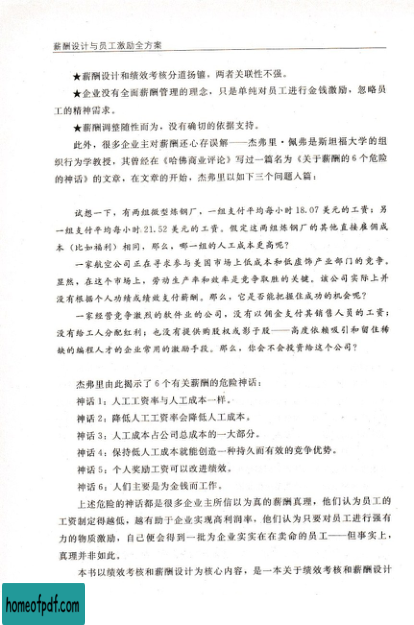 薪酬设计与员工激励全方案
★薪酬设计和绩效考核分道扬镳，两者关联性不强。
★企业没有全面薪酬管理的理念，只是单纯对员工进行金钱激励，忽略员
工的精神需求。
★薪酬调整随性而为，没有确切的依据支持。
此外，很多企业主对薪酬还心存误解——杰弗里·佩弗是斯坦福大学的组
织行为学教授，其曾经在《哈佛商业评论》写过一篇名为《关于薪酬的6个危险
的神话》的文章，在文章的开始，杰弗里以如下三个问题入篇：
试想一下，有两组微型炼钢厂，一组支付平均每小时18.07美元的工资；另
一组支付平均每小时21.52美元的工资。假定这两组炼钢厂的其他直接雇佣成
本（比如福利）相同，那么，哪一组的人工成本更高呢？
一家航空公司正在寻求参与美国市场上低成本和低虚饰产业部门的竞争。
显然，在这个市场上，劳动生产率和效率是竞争取胜的关键。该公司实际上并
没有根据个人功绩或绩效支付薪酬。那么，它是否能把握住成功的机会呢？
一家经营竞争激烈的软件业的公司，没有以佣金支付其销售人员的工资；
没有给工人分配红利；也没有提供购股权或影子股——高度依赖吸引和留住稀
缺的编程人才的企业常用的激励手段。那么，你会不会投资给这个公司？
杰弗里由此揭示了6个有关薪酬的危险神话：
神话1：人工工资率与人工成本一样。
神话2：降低人工工资率会降低人工成本。
神话3：人工成本占公司总成本的一大部分。
神话4：保持低人工成本就能创造一种持久而有效的竞争优势。
神话5：个人奖励工资可以改进绩效。
神话6：人们主要是为金钱而工作。
上述危险的神话都是很多企业主所信以为真的薪酬真理，他们认为员工的
工资制定得越低，越有助于企业实现高利润率，他们认为只要对员工进行强有
力的物质激励，自己便会得到一批为企业实实在在卖命的员工——但事实上，
真理并非如此。
本书以绩效考核和薪酬设计为核心内容，是一本关于绩效考核和薪酬设计
homeofpdf.com